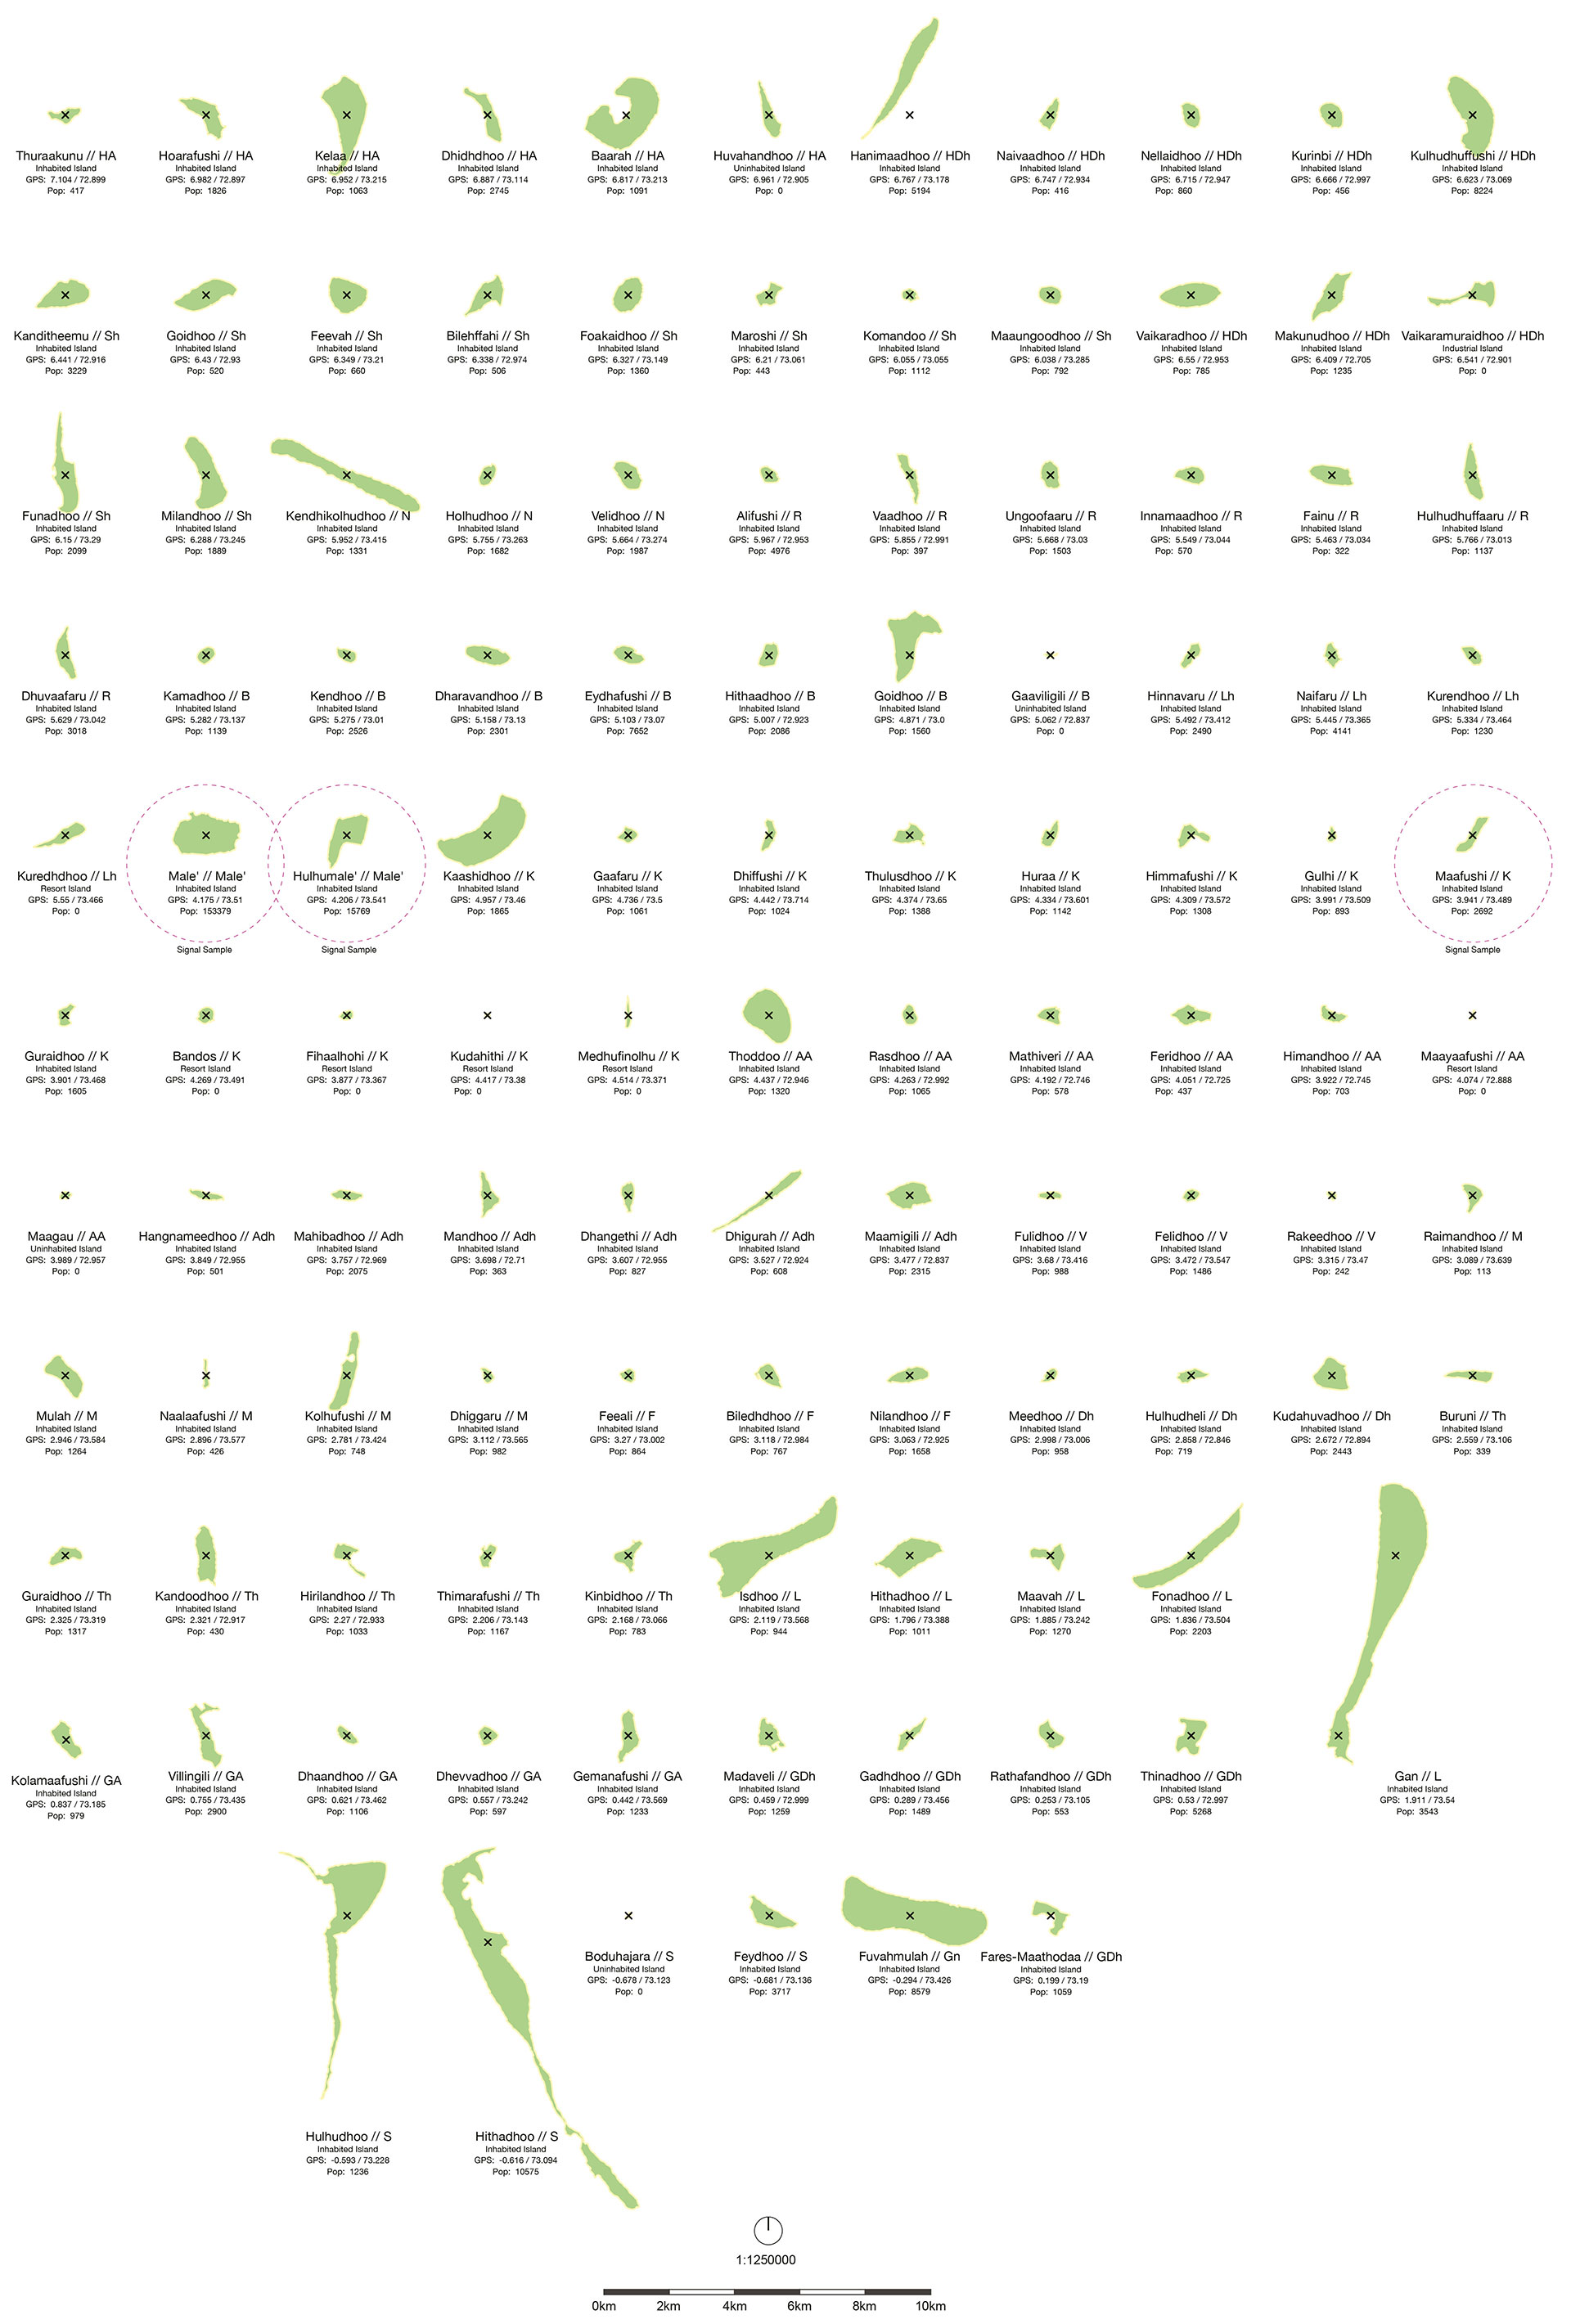 Thuraakunu // HA
Inhabited Island
GPS: 7.104 / 72.899
Pop: 417
Hoarafushi // HA
Inhabited Island
GPS: 6.982 / 72.897
Pop: 1826
Kelaa // HA
Inhabited Island
GPS: 6.952 / 73.215
Pop: 1063
Dhidhdhoo // HA
Inhabited Island
GPS: 6.887 / 73.114
Pop: 2745
Baarah // HA
Inhabited Island
GPS: 6.817 / 73.213
Pop: 1091
Huvahandhoo // HA
Uninhabited Island
GPS: 6.961 / 72.905
Pop: 0
Hanimaadhoo // HDh
Inhabited Island
GPS: 6.767 / 73.178
Pop: 5194
Naivaadhoo // HDh
Inhabited Island
GPS: 6.747 / 72.934
Pop: 416
Nellaidhoo // HDh
Inhabited Island
GPS: 6.715 / 72.947
Pop: 860
Kurinbi // HDh
Inhabited Island
GPS: 6.666 / 72.997
Pop: 456
Kulhudhuffushi // HDh
Inhabited Island
GPS: 6.623 / 73.069
Pop: 8224
Kanditheemu // Sh
Inhabited Island
GPS: 6.441 / 72.916
Pop: 3229
Goidhoo // Sh
Inhabited Island
GPS: 6.43 / 72.93
Pop: 520
Feevah // Sh
Inhabited Island
GPS: 6.349 / 73.21
Pop: 660
Bilehffahi // Sh
Inhabited Island
GPS: 6.338 / 72.974
Pop: 506
Foakaidhoo // Sh
Inhabited Island
GPS: 6.327 / 73.149
Pop: 1360
Maroshi // Sh
Inhabited Island
GPS: 6.21 / 73.061
Pop: 443
Komandoo // Sh
Inhabited Island
GPS: 6.055 / 73.055
Pop: 1112
Maaungoodhoo // Sh
Inhabited Island
GPS: 6.038 / 73.285
Pop: 792
Vaikaradhoo // HDh
Inhabited Island
GPS: 6.55 / 72.953
Pop: 785
Makunudhoo // HDh
Inhabited Island
GPS: 6.409 / 72.705
Pop: 1235
Vaikaramuraidhoo // HDh
Industrial Island
GPS: 6.541 / 72.901
Pop: 0
Funadhoo // Sh
Inhabited Island
GPS: 6.15 / 73.29
Pop: 2099
Milandhoo // Sh
Inhabited Island
GPS: 6.288 / 73.245
Pop: 1889
Kendhikolhudhoo // N
Inhabited Island
GPS: 5.952 / 73.415
Pop: 1331
Holhudhoo // N
Inhabited Island
GPS: 5.755 / 73.263
Pop: 1682
Velidhoo // N
Inhabited Island
GPS: 5.664 / 73.274
Pop: 1987
Alifushi // R
Inhabited Island
GPS: 5.967 / 72.953
Pop: 4976
Vaadhoo // R
Inhabited Island
GPS: 5.855 / 72.991
Pop: 397
Ungoofaaru // R
Inhabited Island
GPS: 5.668 / 73.03
Pop: 1503
Innamaadhoo // R
Inhabited Island
GPS: 5.549 / 73.044
Pop: 570
Fainu // R
Inhabited Island
GPS: 5.463 / 73.034
Pop: 322
Hulhudhuffaaru // R
Inhabited Island
GPS: 5.766 / 73.013
Pop: 1137
Dhuvaafaru // R
Inhabited Island
GPS: 5.629 / 73.042
Pop: 3018
Kamadhoo // B
Inhabited Island
GPS: 5.282 / 73.137
Pop: 1139
Kendhoo // B
Inhabited Island
GPS: 5.275 / 73.01
Pop: 2526
Dharavandhoo // B
Inhabited Island
GPS: 5.158 / 73.13
Pop: 2301
Eydhafushi // B
Inhabited Island
GPS: 5.103 / 73.07
Pop: 7652
Hithaadhoo // B
Inhabited Island
GPS: 5.007 / 72.923
Pop: 2086
Goidhoo // B
Inhabited Island
GPS: 4.871 / 73.0
Pop: 1560
Gaaviligili // B
Uninhabited Island
GPS: 5.062 / 72.837
Pop: 0
Hinnavaru // Lh
Inhabited Island
GPS: 5.492 / 73.412
Pop: 2490
Naifaru // Lh
Inhabited Island
GPS: 5.445 / 73.365
Pop: 4141
Kurendhoo // Lh
Inhabited Island
GPS: 5.334 / 73.464
Pop: 1230
Kuredhdhoo // Lh
Resort Island
GPS: 5.55 / 73.466
Pop: 0
Male' // Male'
Inhabited Island
GPS: 4.175 / 73.51
Pop: 153379
Signal Sample
Hulhumale' // Male'
Inhabited Island
GPS: 4.206 / 73.541
Pop: 15769
Signal Sample
Kaashidhoo // K
Inhabited Island
GPS: 4.957 / 73.46
Pop: 1865
Gaafaru // K
Inhabited Island
GPS: 4.736 / 73.5
Pop: 1061
Dhiffushi // K
Inhabited Island
GPS: 4.442 / 73.714
Pop: 1024
Thulusdhoo // K
Inhabited Island
GPS: 4.374 / 73.65
Pop: 1388
Huraa // K
Inhabited Island
GPS: 4.334 / 73.601
Pop: 1142
Himmafushi // K
Inhabited Island
GPS: 4.309 / 73.572
Pop: 1308
Gulhi // K
Inhabited Island
GPS: 3.991 / 73.509
Pop: 893
Maafushi // K
Inhabited Island
GPS: 3.941 / 73.489
Pop: 2692
Signal Sample
Guraidhoo // K
Inhabited Island
GPS: 3.901 / 73.468
Pop: 1605
Bandos // K
Resort Island
GPS: 4.269 / 73.491
Pop: 0
Fihaalhohi // K
Resort Island
GPS: 3.877 / 73.367
Pop: 0
Kudahithi // K
Resort Island
GPS: 4.417 / 73.38
Pop: 0
Medhufinolhu // K
Resort Island
GPS: 4.514 / 73.371
Pop: 0
Thoddoo // AA
Inhabited Island
GPS: 4.437 / 72.946
Pop: 1320
Rasdhoo // AA
Inhabited Island
GPS: 4.263 / 72.992
Pop: 1065
Mathiveri // AA
Inhabited Island
GPS: 4.192 / 72.746
Pop: 578
Feridhoo // AA
Inhabited Island
GPS: 4.051 / 72.725
Pop: 437
Himandhoo // AA
Inhabited Island
GPS: 3.922 / 72.745
Pop: 703
Maayaafushi // AA
Resort Island
GPS: 4.074 / 72.888
Pop: 0
Maagau // AA
Uninhabited Island
GPS: 3.989 / 72.957
Pop: 0
Hangnameedhoo // Adh
Inhabited Island
GPS: 3.849 / 72.955
Pop: 501
Mahibadhoo // Adh
Inhabited Island
GPS: 3.757 / 72.969
Pop: 2075
Mandhoo // Adh
Inhabited Island
GPS: 3.698 / 72.71
Pop: 363
Dhangethi // Adh
Inhabited Island
GPS: 3.607 / 72.955
Pop: 827
Dhigurah // Adh
Inhabited Island
GPS: 3.527 / 72.924
Pop: 608
Maamigili // Adh
Inhabited Island
GPS: 3.477 / 72.837
Pop: 2315
Fulidhoo // V
Inhabited Island
GPS: 3.68 / 73.416
Pop: 988
Felidhoo // V
Inhabited Island
GPS: 3.472 / 73.547
Pop: 1486
Rakeedhoo // V
Inhabited Island
GPS: 3.315 / 73.47
Pop: 242
Raimandhoo // M
Inhabited Island
GPS: 3.089 / 73.639
Pop: 113
Mulah // M
Inhabited Island
GPS: 2.946 / 73.584
Pop: 1264
Naalaafushi // M
Inhabited Island
GPS: 2.896 / 73.577
Pop: 426
Kolhufushi // M
Inhabited Island
GPS: 2.781 / 73.424
Pop: 748
Dhiggaru // M
Inhabited Island
GPS: 3.112 / 73.565
Pop: 982
Feeali // F
Inhabited Island
GPS: 3.27 / 73.002
Pop: 864
Biledhdhoo // F
Inhabited Island
GPS: 3.118 / 72.984
Pop: 767
Nilandhoo // F
Inhabited Island
GPS: 3.063 / 72.925
Pop: 1658
Meedhoo // Dh
Inhabited Island
GPS: 2.998 / 73.006
Pop: 958
Hulhudheli // Dh
Inhabited Island
GPS: 2.858 / 72.846
Pop: 719
Kudahuvadhoo // Dh
Inhabited Island
GPS: 2.672 / 72.894
Pop: 2443
Buruni // Th
Inhabited Island
GPS: 2.559 / 73.106
Pop: 339
Guraidhoo // Th
Inhabited Island
GPS: 2.325 / 73.319
Pop: 1317
Kandoodhoo // Th
Inhabited Island
GPS: 2.321 / 72.917
Pop: 430
Hirilandhoo // Th
Inhabited Island
GPS: 2.27 / 72.933
Pop: 1033
Thimarafushi // Th
Inhabited Island
GPS: 2.206 / 73.143
Pop: 1167
Kinbidhoo // Th
Inhabited Island
GPS: 2.168 / 73.066
Pop: 783
Isdhoo // L
Inhabited Island
GPS: 2.119 / 73.568
Pop: 944
Hithadhoo // L
Inhabited Island
GPS: 1.796 / 73.388
Pop: 1011
Maavah // L
Inhabited Island
GPS: 1.885 / 73.242
Pop: 1270
Fonadhoo // L
Inhabited Island
GPS: 1.836 / 73.504
Pop: 2203
Kolamaafushi // GA
Inhabited Island
GPS: 0.837 / 73.185
Pop: 979
Villingili // GA
Inhabited Island
GPS: 0.755 / 73.435
Pop: 2900
Dhaandhoo // GA
Inhabited Island
GPS: 0.621 / 73.462
Pop: 1106
Dhevvadhoo // GA
Inhabited Island
GPS: 0.557 / 73.242
Pop: 597
Gemanafushi // GA
Inhabited Island
GPS: 0.442 / 73.569
Pop: 1233
Madaveli // GDh
Inhabited Island
GPS: 0.459 / 72.999
Pop: 1259
Gadhdhoo // GDh
Inhabited Island
GPS: 0.289 / 73.456
Pop: 1489
Rathafandhoo // GDh
Inhabited Island
GPS: 0.253 / 73.105
Pop: 553
Thinadhoo // GDh
Inhabited Island
GPS: 0.53 / 72.997
Pop: 5268
Gan // L
Inhabited Island
GPS: 1.911 / 73.54
Pop: 3543
Hulhudhoo // S
Inhabited Island
GPS: -0.593 / 73.228
Pop: 1236
Hithadhoo // S
Inhabited Island
GPS: -0.616 / 73.094
Pop: 10575
Boduhajara // S
Uninhabited Island
GPS: -0.678 / 73.123
Pop: 0
Feydhoo // S
Inhabited Island
GPS: -0.681 / 73.136
Pop: 3717
Fuvahmulah // Gn
Inhabited Island
GPS: -0.294 / 73.426
Pop: 8579
Fares-Maathodaa // GDh
Inhabited Island
GPS: 0.199 / 73.19
Pop: 1059
1:1250000
0km 2km 4km 6km 8km 10km